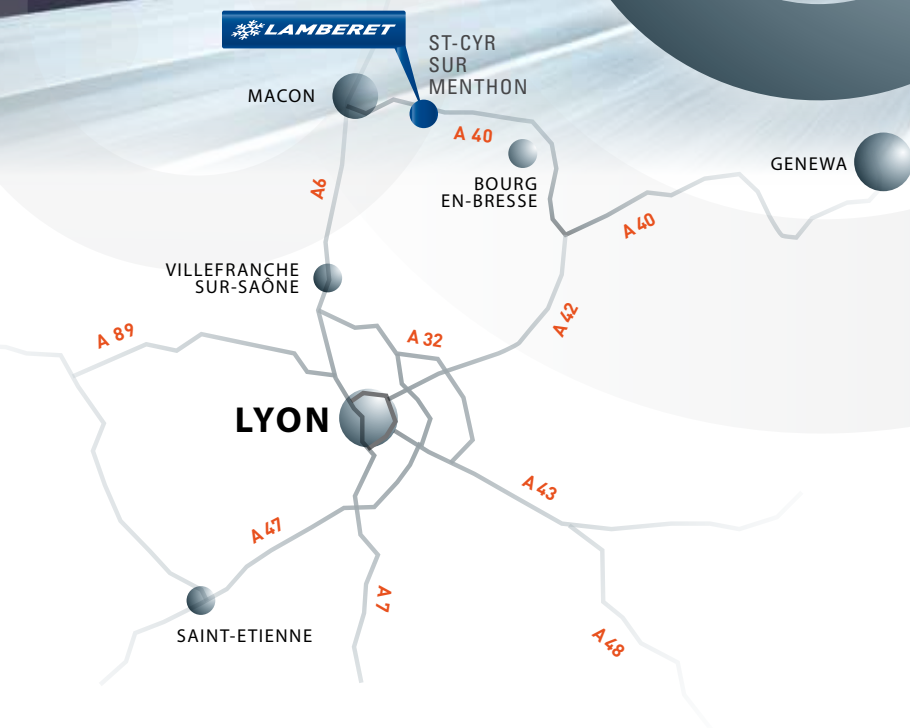 LAMBERET
ST-CYR
SUR
MENTHON
MACON
A 40
BOURG
EN-BRESSE
GENEWA
A6
A 40
VILLEFRANCHE
SUR-SAÔNE
A 42
A 89
A 32
LYON
A 43
A 47
A 7
SAINT-ETIENNE
A 48